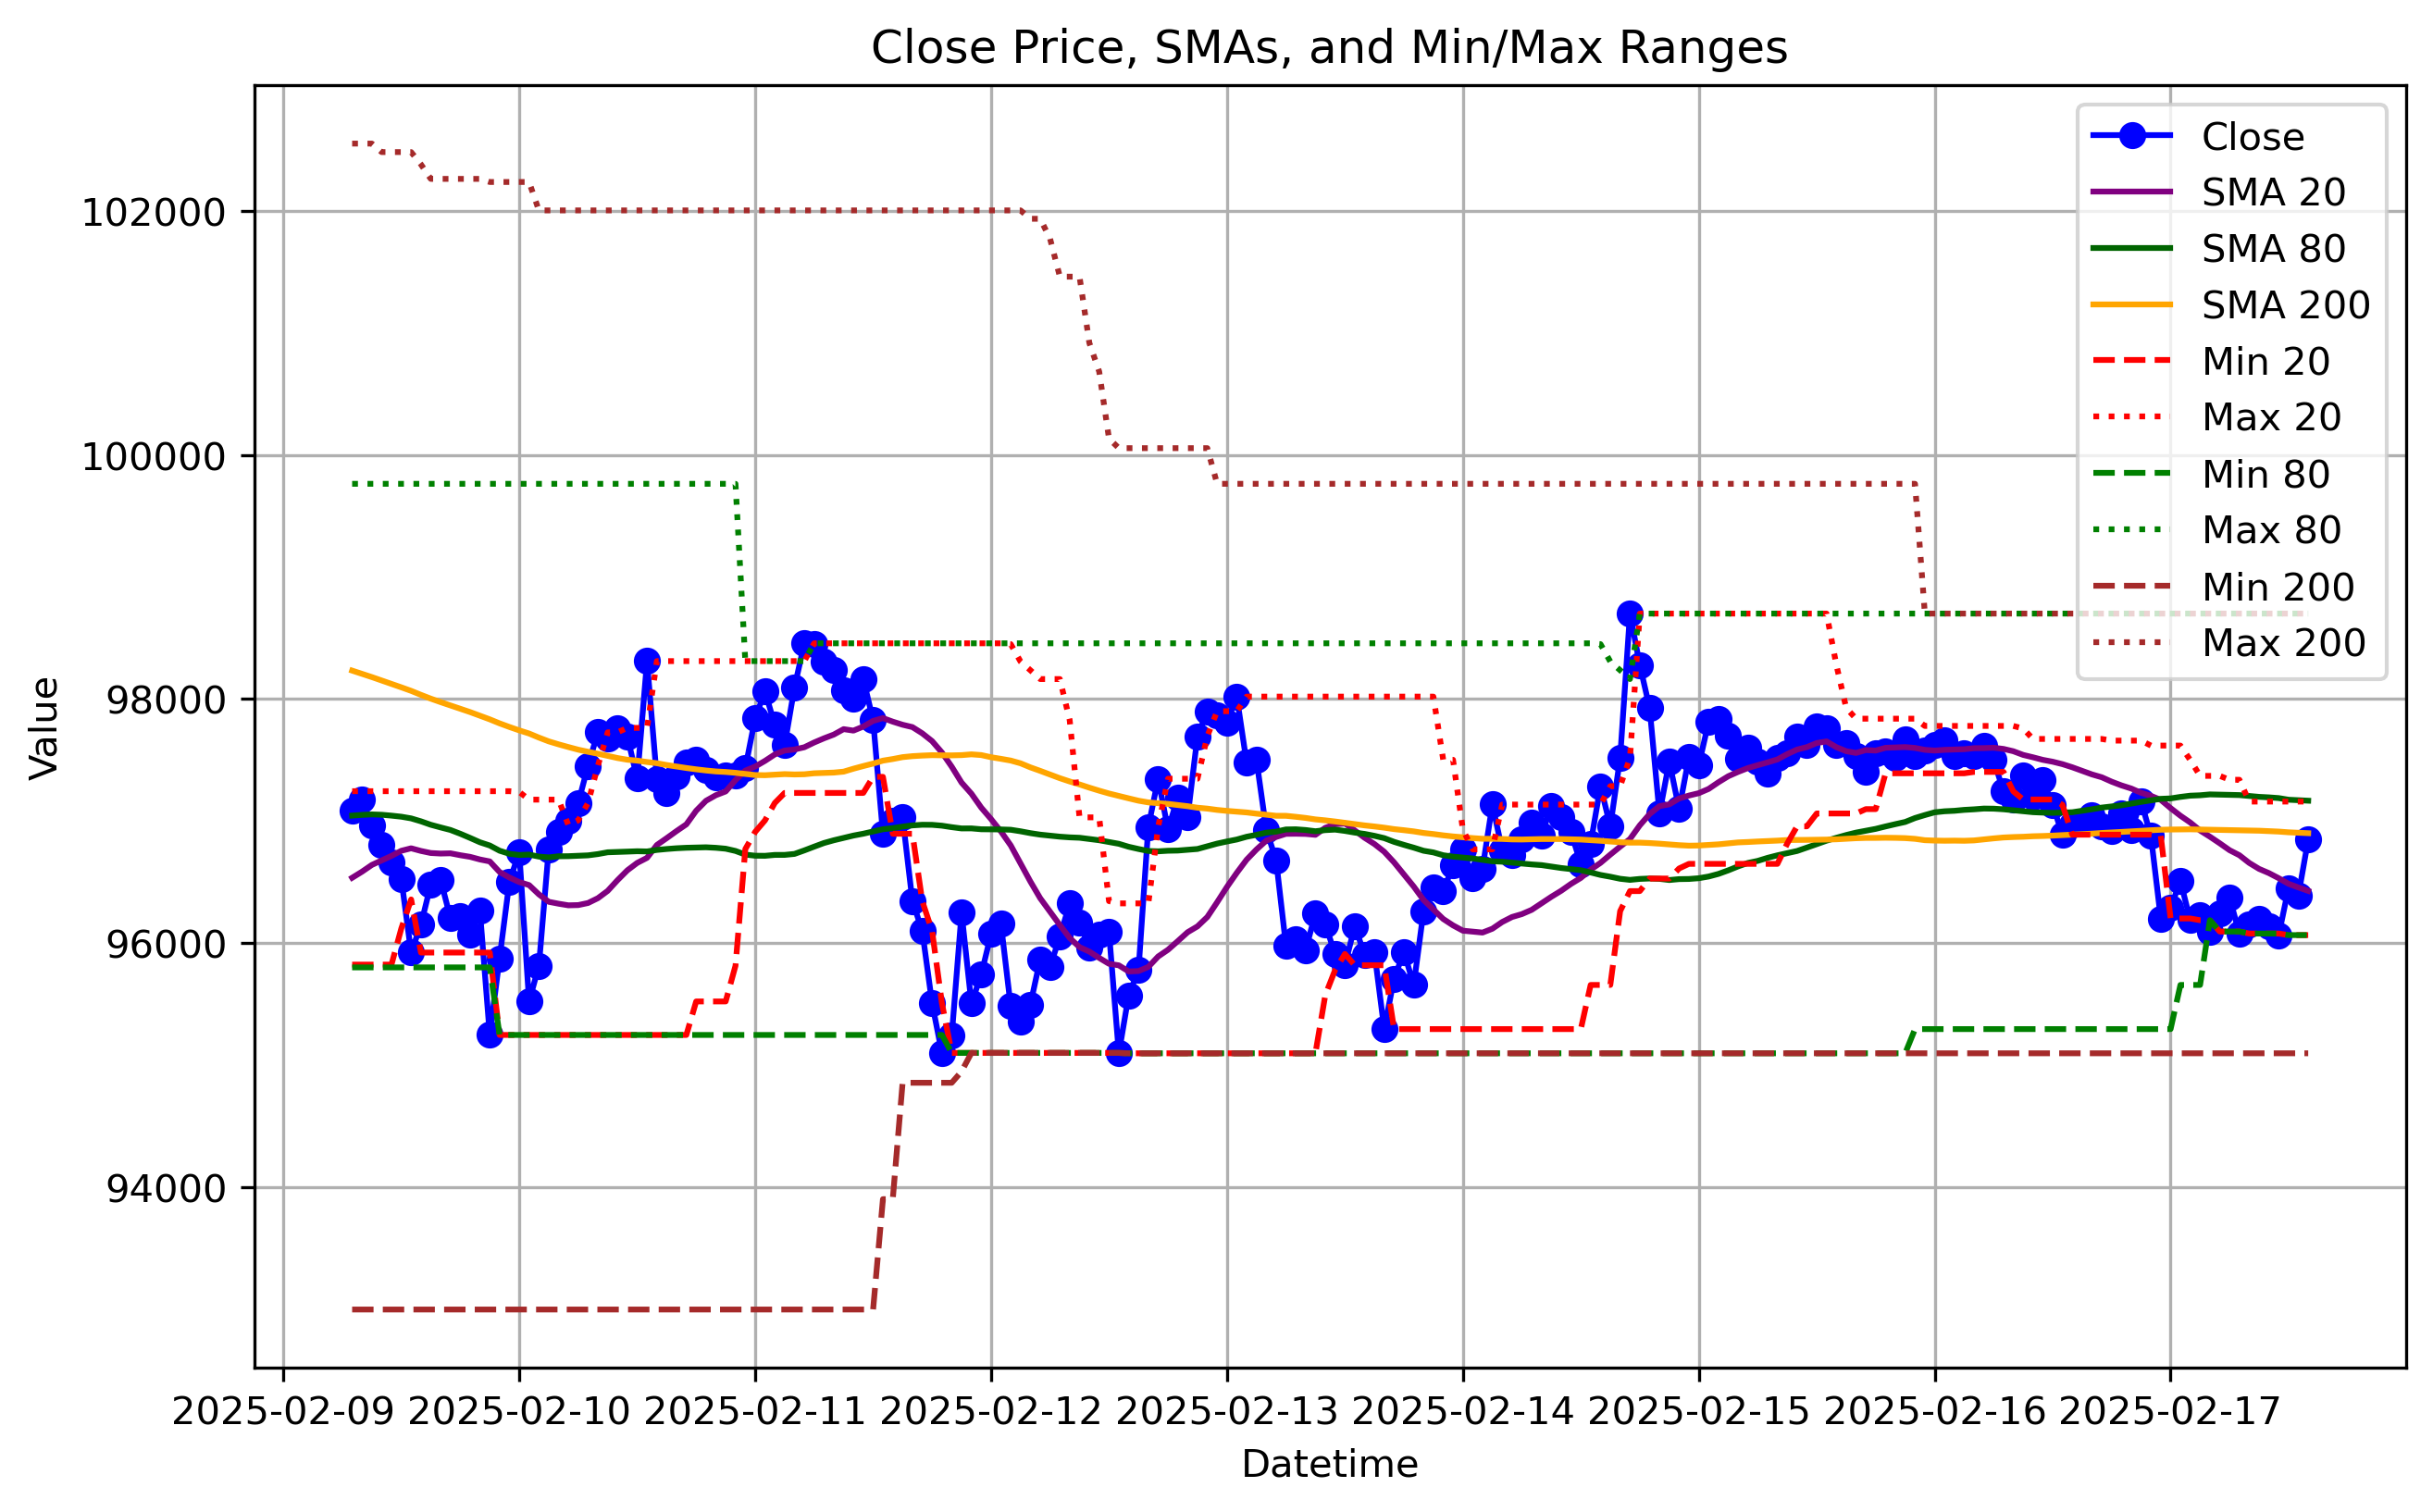 Close Price, SMAs, and Min/Max Ranges
Close
SMA 20
SMA 80
SMA 200
Min 20
Max 20
Min 80
Max 80
Min 200
Max 200
Value
102000
100000
98000
96000
94000
2025-02-09 2025-02-10 2025-02-11 2025-02-12 2025-02-13 2025-02-14 2025-02-15 2025-02-16 2025-02-17
Datetime